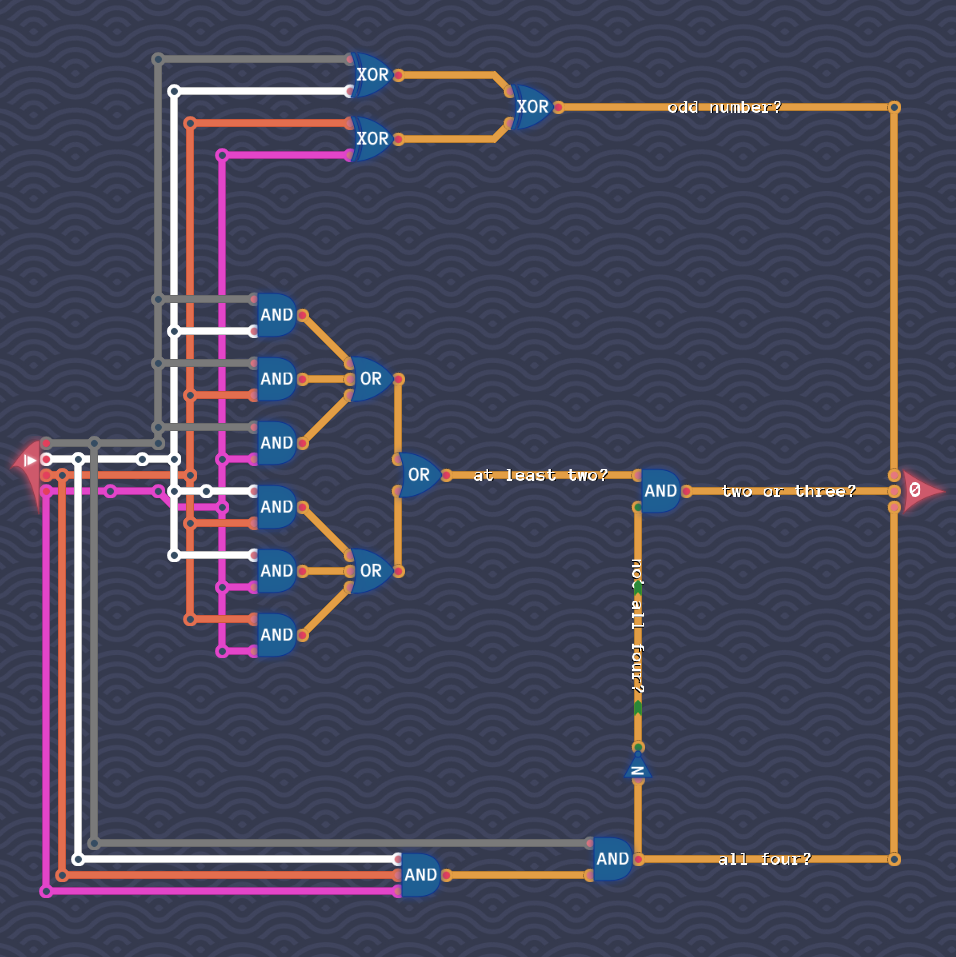 XOR
XOR
XOR
odd number?
AND
AND
OR
AND
OR
at least two?
AND
two or three?
0
AND
AND
OR
AND
not all four?
N
AND
all four?
AND